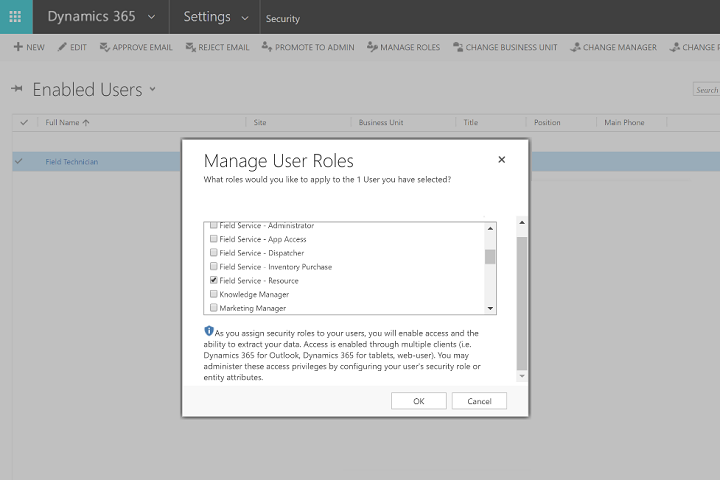 Dynamics 365 Settings Security
NEW EDIT APPROVE EMAIL REJECT EMAIL PROMOTE TO ADMIN MANAGE ROLES CHANGE BUSINESS UNIT CHANGE MANAGER CHANGE
Enabled Users
Search
Full Name Site Business Unit Title Position Main Phone
Field Technician
Manage User Roles
What roles would you like to apply to the 1 User you have selected?
Field Service - Administrator
Field Service - App Access
Field Service - Dispatcher
Field Service - Inventory Purchase
Field Service - Resource
Knowledge Manager
Marketing Manager
As you assign security roles to your users, you will enable access and the
ability to extract your data. Access is enabled through multiple clients (i.e.
Dynamics 365 for Outlook, Dynamics 365 for tablets, web-user). You may
administer these access privileges by configuring your user's security role or
entity attributes.
OK Cancel